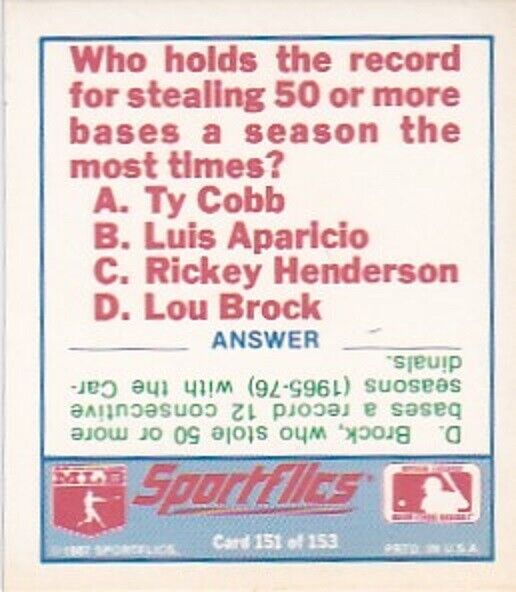 Who holds the record
for stealing 50 or more
bases a season the
most times?
A. Ty Cobb
B. Luis Aparicio
C. Rickey Henderson
D. Lou Brock
ANSWER
D. Brock, who stole 50 or more
bases a record 12 consecutive
seasons (1965-76) with the Car-
dinals.
MLB
Sportflics
© 1987 SPORTFLICS,
Card 151 of 153
PRTD. IN U.S.A.